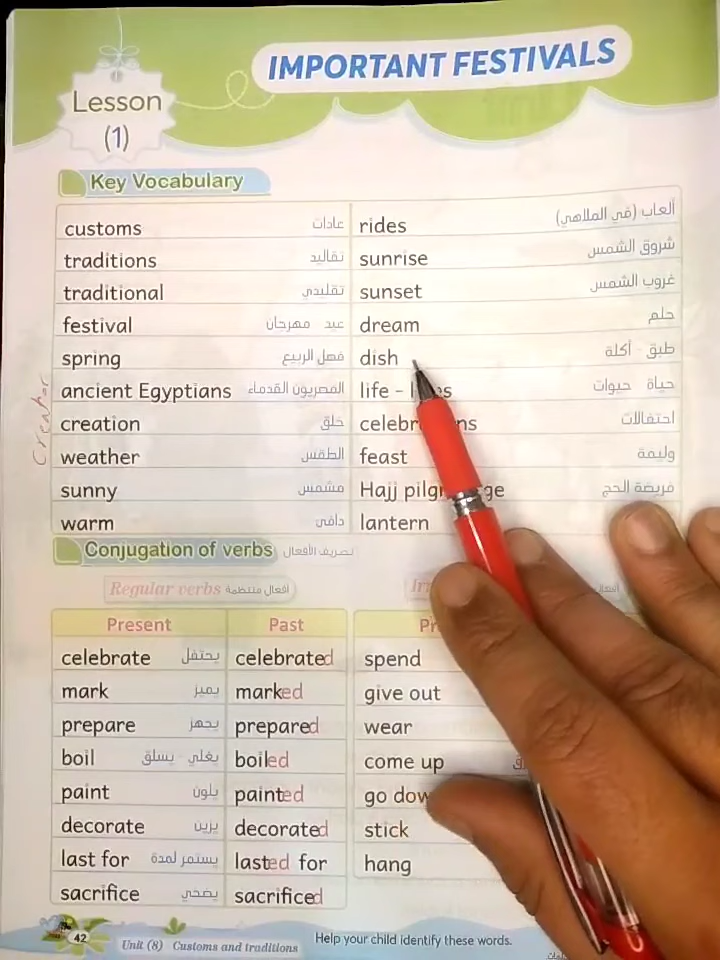 IMPORTANT FESTIVALS
Lesson
(1)
Key Vocabulary
customs عادات rides ألعاب (في الملاهي)
traditions تقاليد sunrise شروق الشمس
traditional تقليدي sunset غروب الشمس
festival عيد - مهرجان dream حلم
spring فصل الربيع dish طبق - أكلة
ancient Egyptians المصريون القدماء life - حياة - حيوات
creation خلق احتفالات
weather الطقس feast وليمة
sunny مشمس Hajj فريضة الحج
warm دافئ lantern
Creator
Conjugation of verbs تصريف الأفعال
Regular verbs أفعال منتظمة
Present Past
celebrate يحتفل celebrated spend
mark يميز marked give out
prepare يجهز prepared wear
boil يغلي - يسلق boiled come up
paint يلون painted go
decorate يزين decorated stick
last for يستمر لمدة lasted for hang
sacrifice يضحي sacrificed
42 Unit (8) Customs and traditions Help your child identify these words.